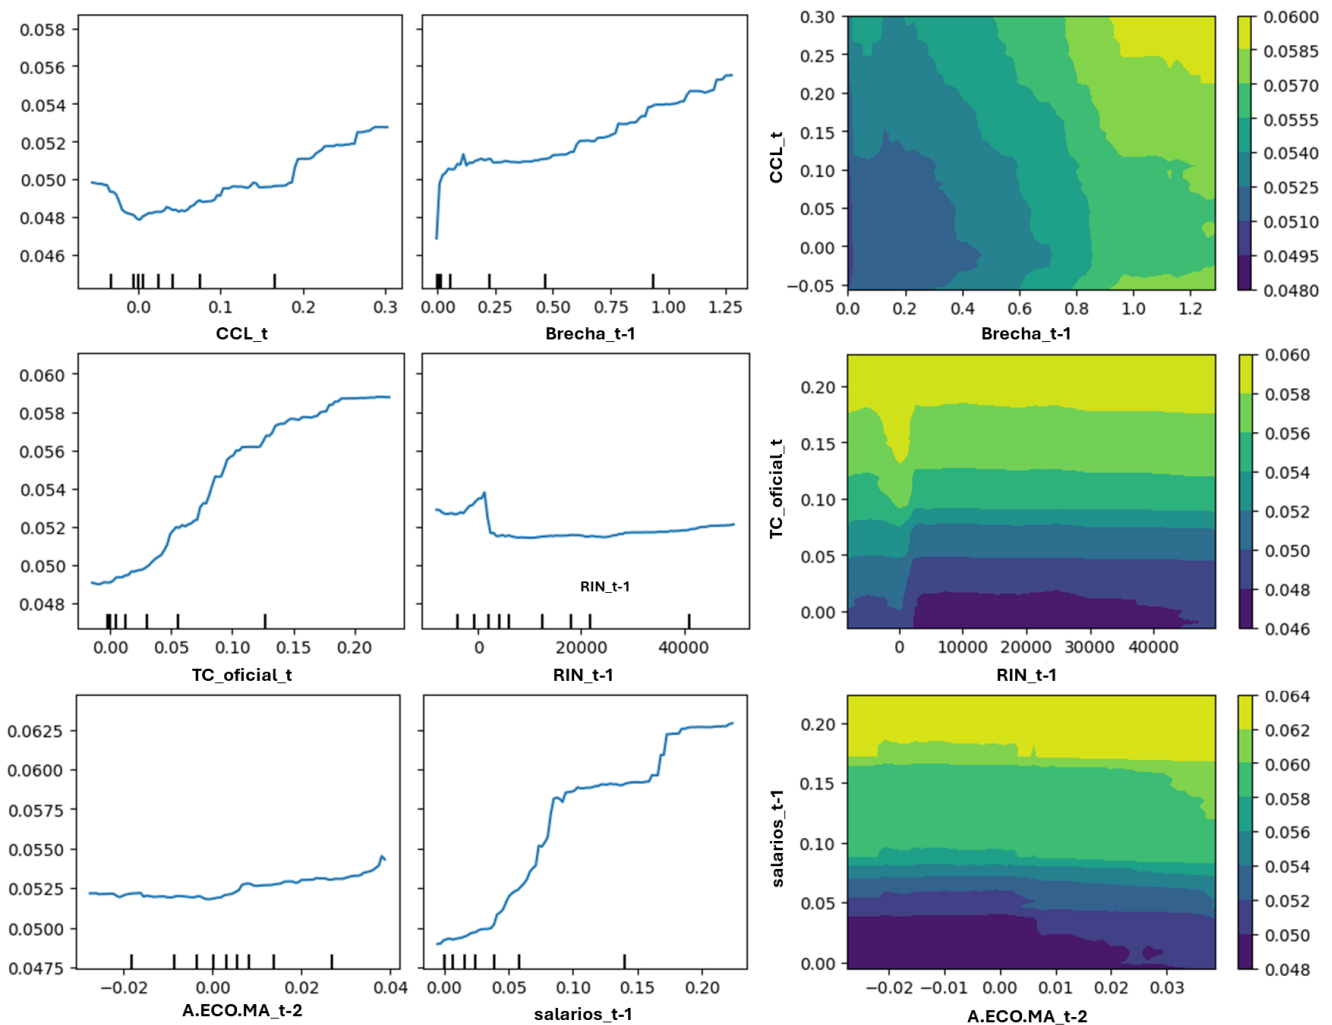 0.058
0.056
0.054
0.052
0.050
0.048
0.046
0.0 0.1 0.2 0.3
CCL_t
0.00 0.25 0.50 0.75 1.00 1.25
Brecha_t-1
0.30
0.25
0.20
0.15
0.10
0.05
0.00
−0.05
CCL_t
0.0 0.2 0.4 0.6 0.8 1.0 1.2
Brecha_t-1
0.0600
0.0585
0.0570
0.0555
0.0540
0.0525
0.0510
0.0495
0.0480
0.060
0.058
0.056
0.054
0.052
0.050
0.048
0.00 0.05 0.10 0.15 0.20
TC_oficial_t
RIN_t-1
0 20000 40000
RIN_t-1
0.20
0.15
0.10
0.05
0.00
TC_oficial_t
0 10000 20000 30000 40000
RIN_t-1
0.060
0.058
0.056
0.054
0.052
0.050
0.048
0.046
0.0625
0.0600
0.0575
0.0550
0.0525
0.0500
0.0475
−0.02 0.00 0.02 0.04
A.ECO.MA_t-2
0.00 0.05 0.10 0.15 0.20
salarios_t-1
0.20
0.15
0.10
0.05
0.00
salarios_t-1
−0.02 −0.01 0.00 0.01 0.02 0.03
A.ECO.MA_t-2
0.064
0.062
0.060
0.058
0.056
0.054
0.052
0.050
0.048